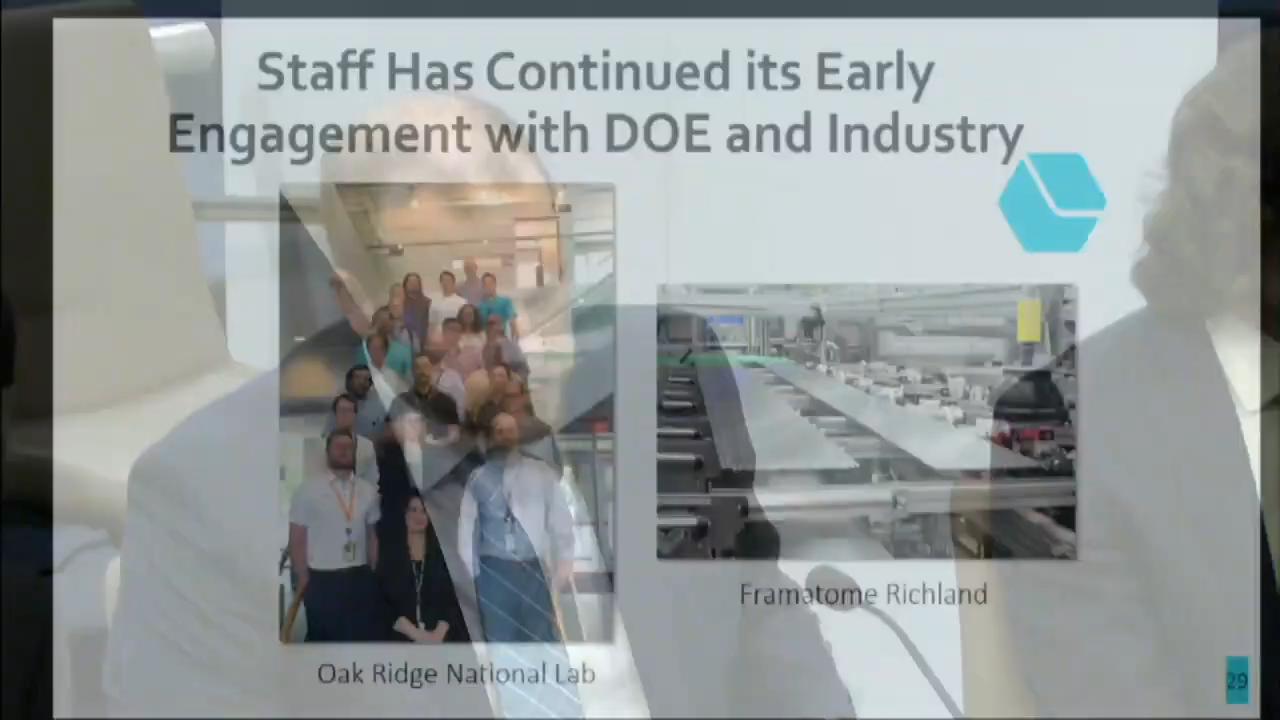 Staff Has Continued its Early
Engagement with DOE and Industry
Framatome Richland
Oak Ridge National Lab
29